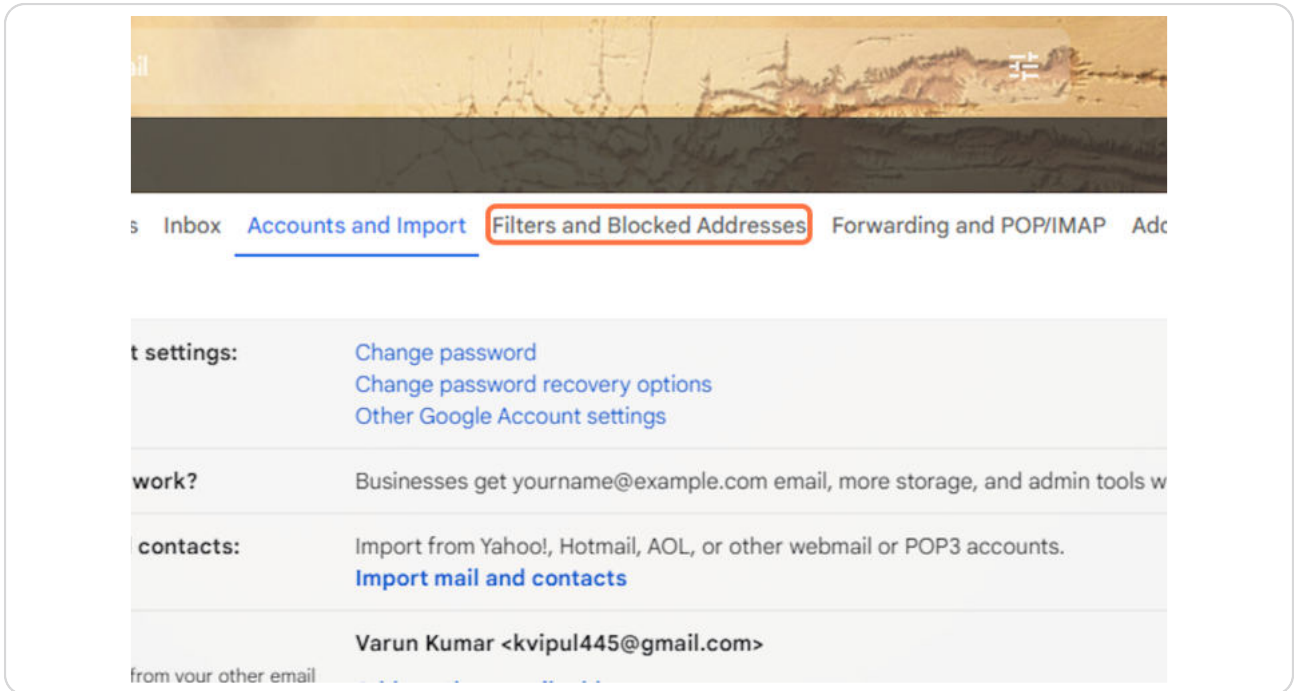 ail
s Inbox Accounts and Import Filters and Blocked Addresses Forwarding and POP/IMAP Add
t settings:
Change password
Change password recovery options
Other Google Account settings
work?
Businesses get yourname@example.com email, more storage, and admin tools w
contacts:
Import from Yahoo!, Hotmail, AOL, or other webmail or POP3 accounts.
Import mail and contacts
Varun Kumar <kvipul445@gmail.com>
from your other email